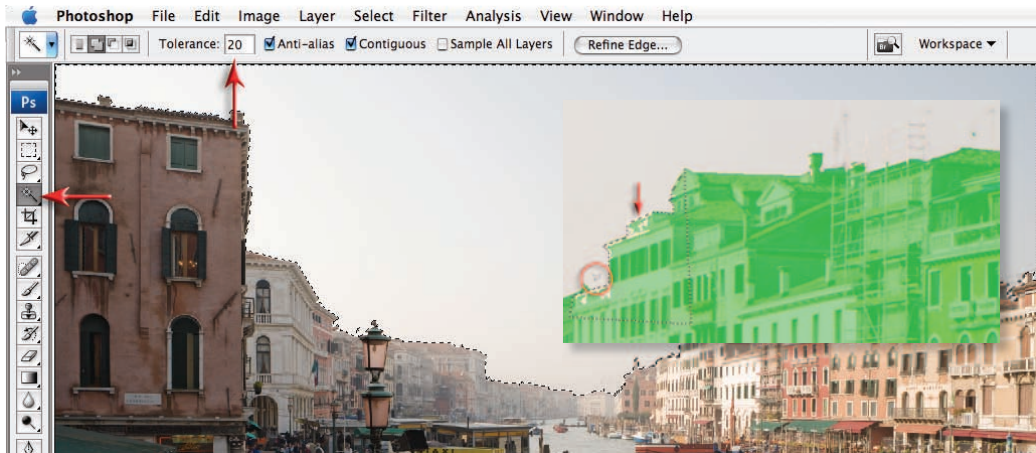 Photoshop File Edit Image Layer Select Filter Analysis View Window Help
Tolerance: 20 Anti-alias Contiguous Sample All Layers Refine Edge... Workspace
Ps